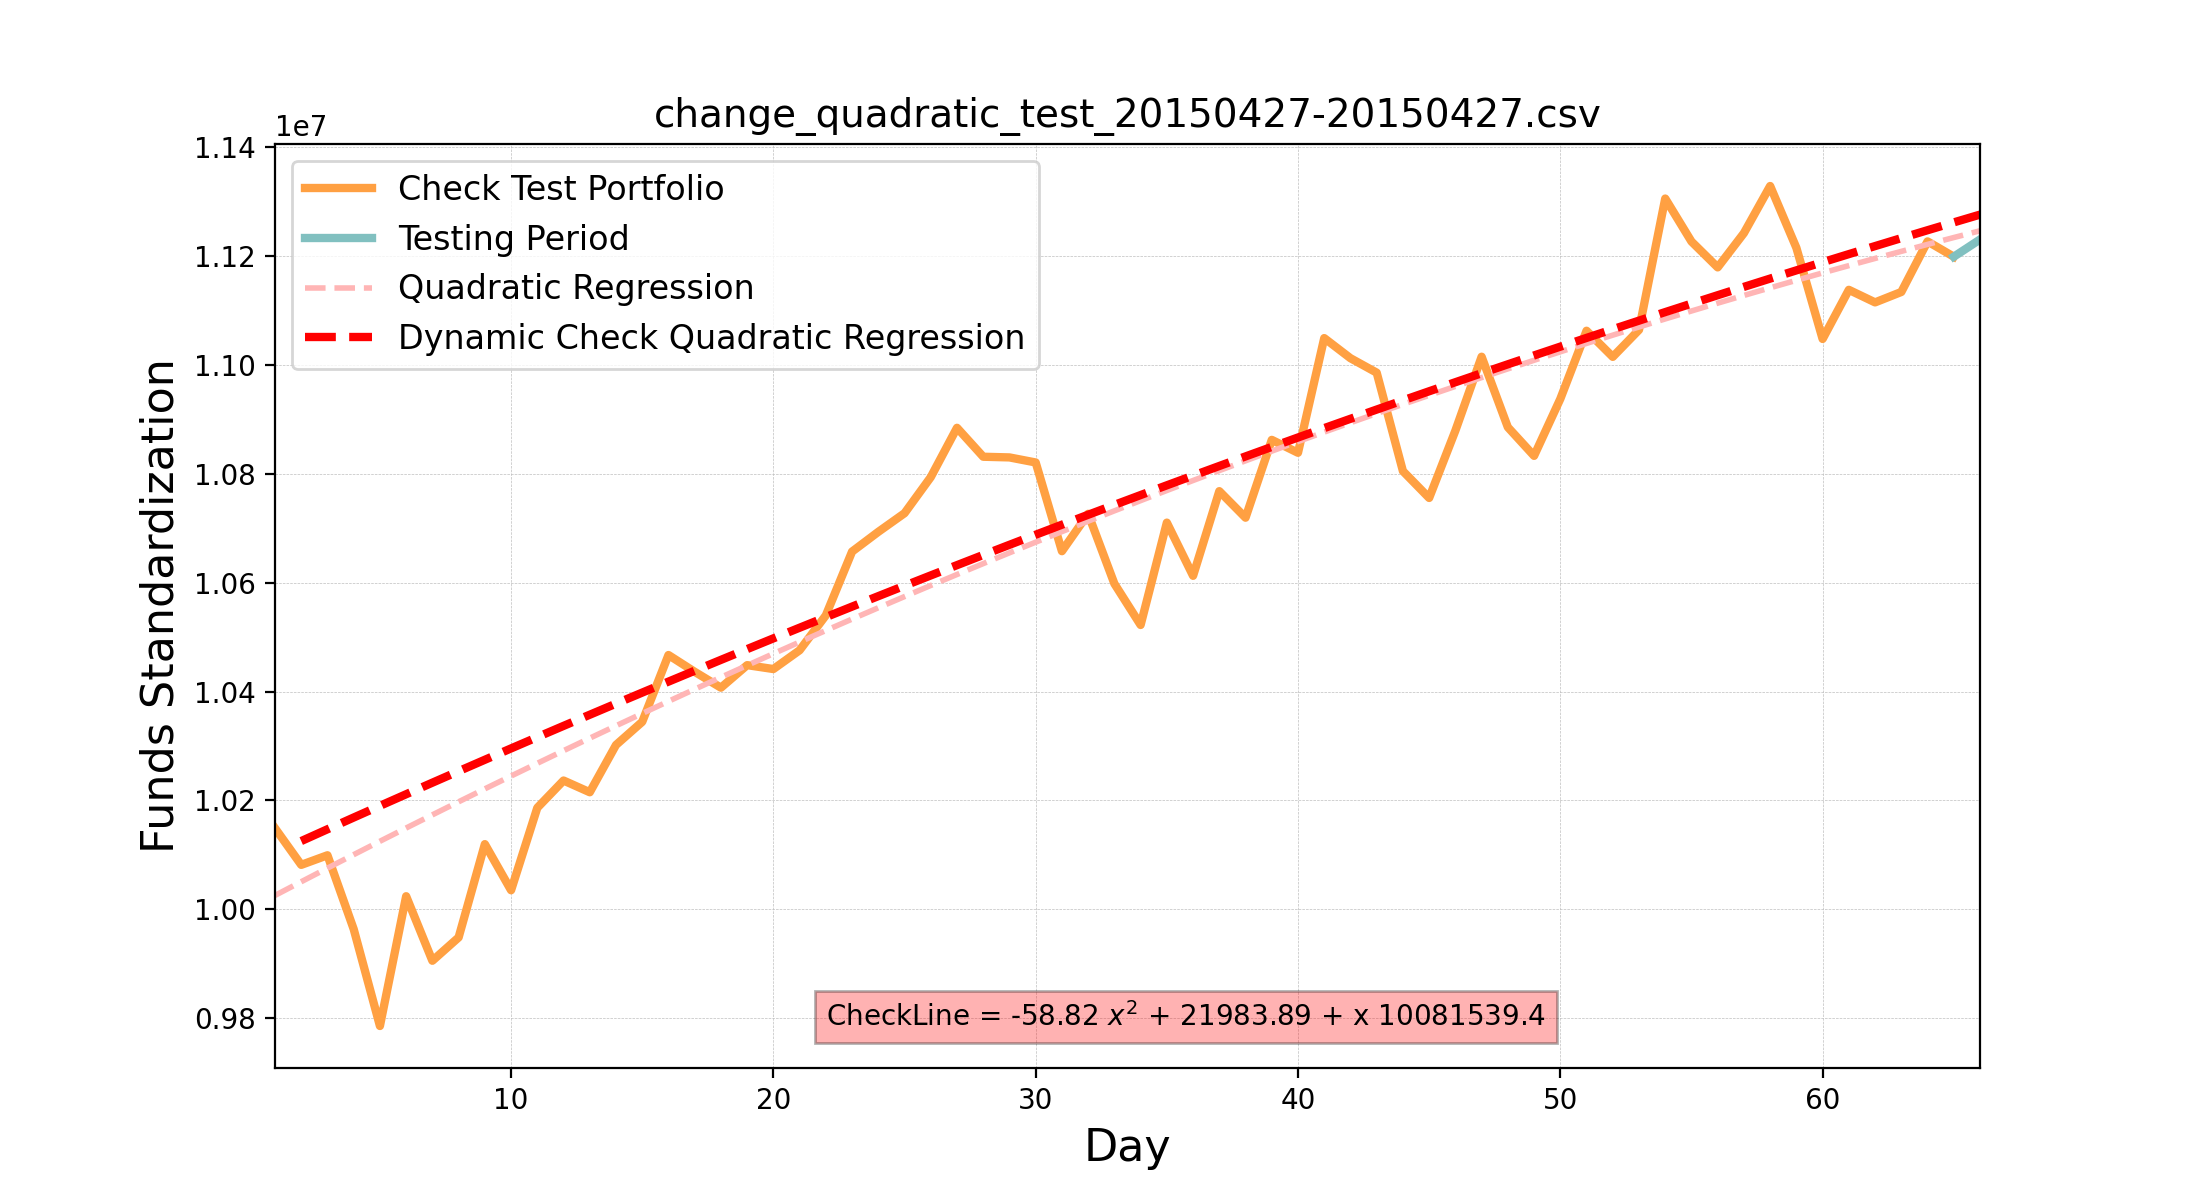 change_quadratic_test_20150427-20150427.csv
1e7
1.14
1.12
1.10
1.08
1.06
1.04
1.02
1.00
0.98
Funds Standardization
Check Test Portfolio
Testing Period
Quadratic Regression
Dynamic Check Quadratic Regression
CheckLine = -58.82 x² + 21983.89 + x 10081539.4
10 20 30 40 50 60
Day